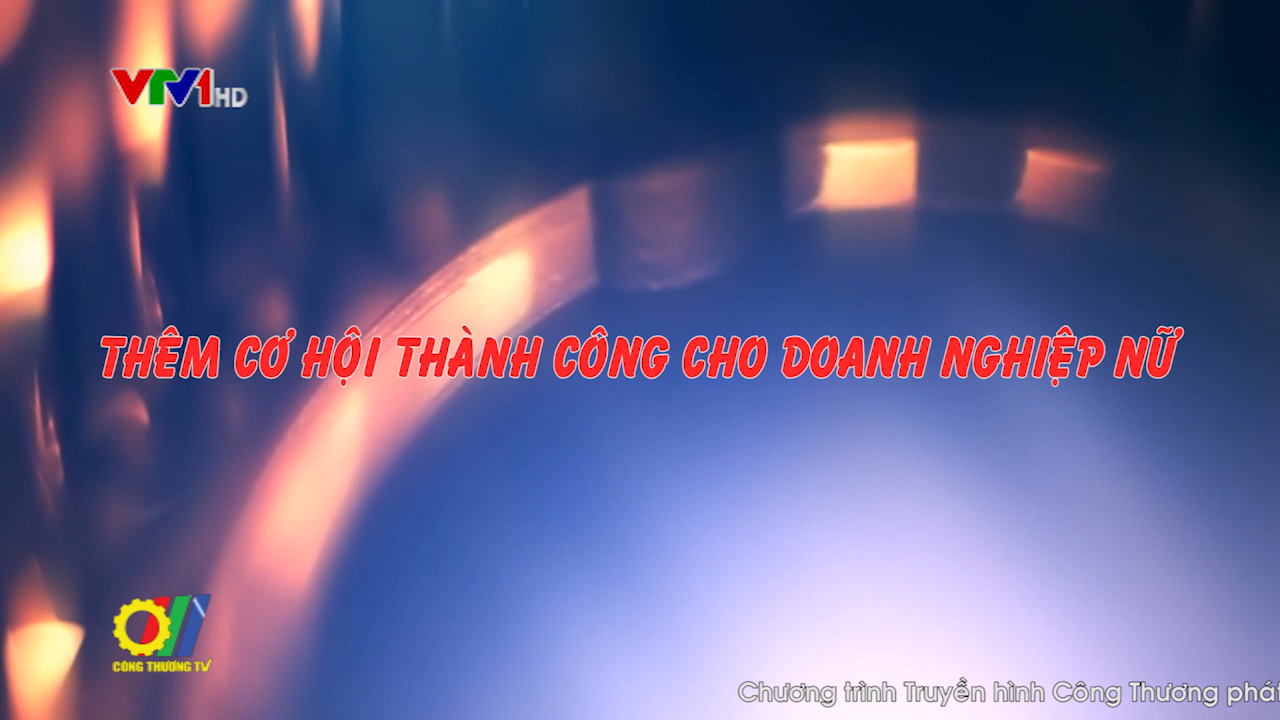 VTV1HD
THÊM CƠ HỘI THÀNH CÔNG CHO DOANH NGHIỆP NỮ
CÔNG THƯƠNG TV
Chương trình Truyền hình Công Thương phát